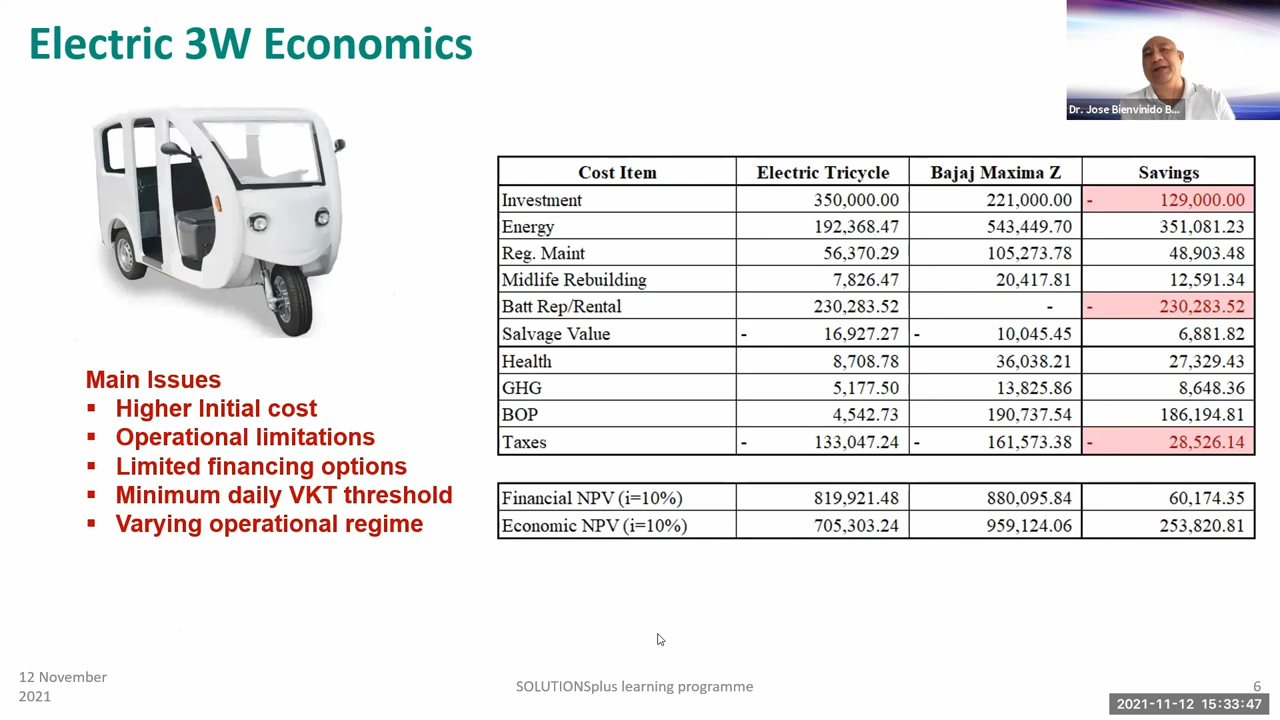 Electric 3W Economics
Dr. Jose Bienvinido B...
Cost Item Electric Tricycle Bajaj Maxima Z Savings
Investment 350,000.00 221,000.00 - 129,000.00
Energy 192,368.47 543,449.70 351,081.23
Reg. Maint 56,370.29 105,273.78 48,903.48
Midlife Rebuilding 7,826.47 20,417.81 12,591.34
Batt Rep/Rental 230,283.52 - - 230,283.52
Salvage Value - 16,927.27 - 10,045.45 6,881.82
Health 8,708.78 36,038.21 27,329.43
GHG 5,177.50 13,825.86 8,648.36
BOP 4,542.73 190,737.54 186,194.81
Taxes - 133,047.24 - 161,573.38 - 28,526.14
Financial NPV (i=10%) 819,921.48 880,095.84 60,174.35
Economic NPV (i=10%) 705,303.24 959,124.06 253,820.81
Main Issues
▪ Higher Initial cost
▪ Operational limitations
▪ Limited financing options
▪ Minimum daily VKT threshold
▪ Varying operational regime
12 November
2021
SOLUTIONSplus learning programme
6
2021-11-12 15:33:47